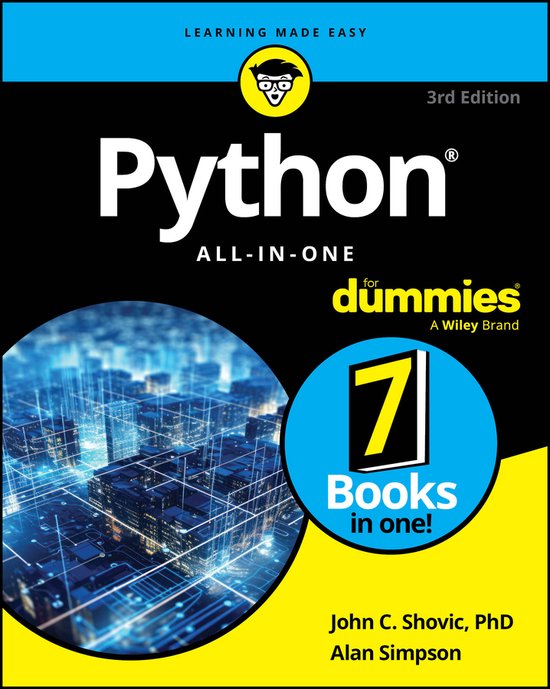 LEARNING MADE EASY
3rd Edition
Python®
ALL-IN-ONE
for
dummies®
A Wiley Brand
7
Books
in one!
John C. Shovic, PhD
Alan Simpson